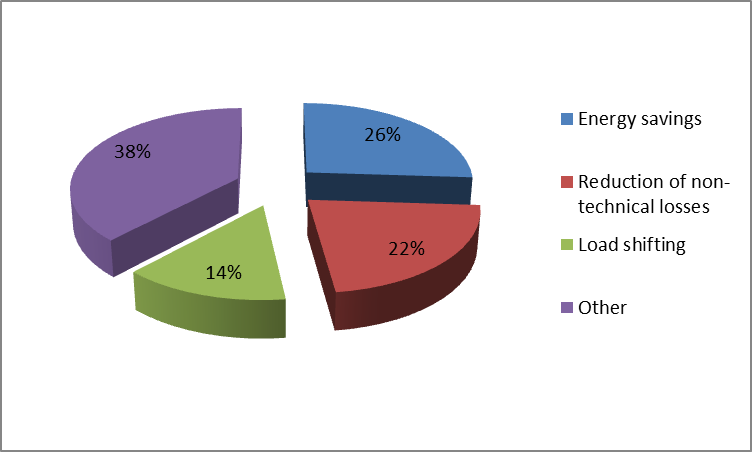 38%
26%
22%
14%
Energy savings
Reduction of non-
technical losses
Load shifting
Other